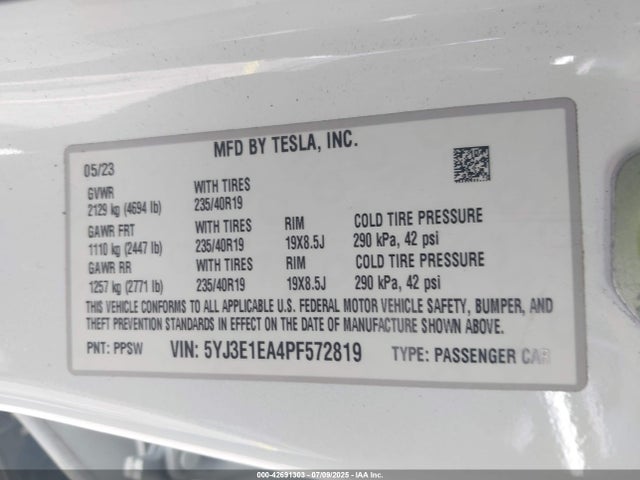 MFD BY TESLA, INC.
05/23
GVWR WITH TIRES
2129 kg (4694 lb) 235/40R19
GAWR FRT WITH TIRES RIM COLD TIRE PRESSURE
1110 kg (2447 lb) 235/40R19 19X8.5J 290 kPa, 42 psi
GAWR RR WITH TIRES RIM COLD TIRE PRESSURE
1257 kg (2771 lb) 235/40R19 19X8.5J 290 kPa, 42 psi
THIS VEHICLE CONFORMS TO ALL APPLICABLE U.S. FEDERAL MOTOR VEHICLE SAFETY, BUMPER, AND
THEFT PREVENTION STANDARDS IN EFFECT ON THE DATE OF MANUFACTURE SHOWN ABOVE.
PNT: PPSW VIN: 5YJ3E1EA4PF572819 TYPE: PASSENGER CAR
000-42691303 - 07/09/2025 - IAA Inc.